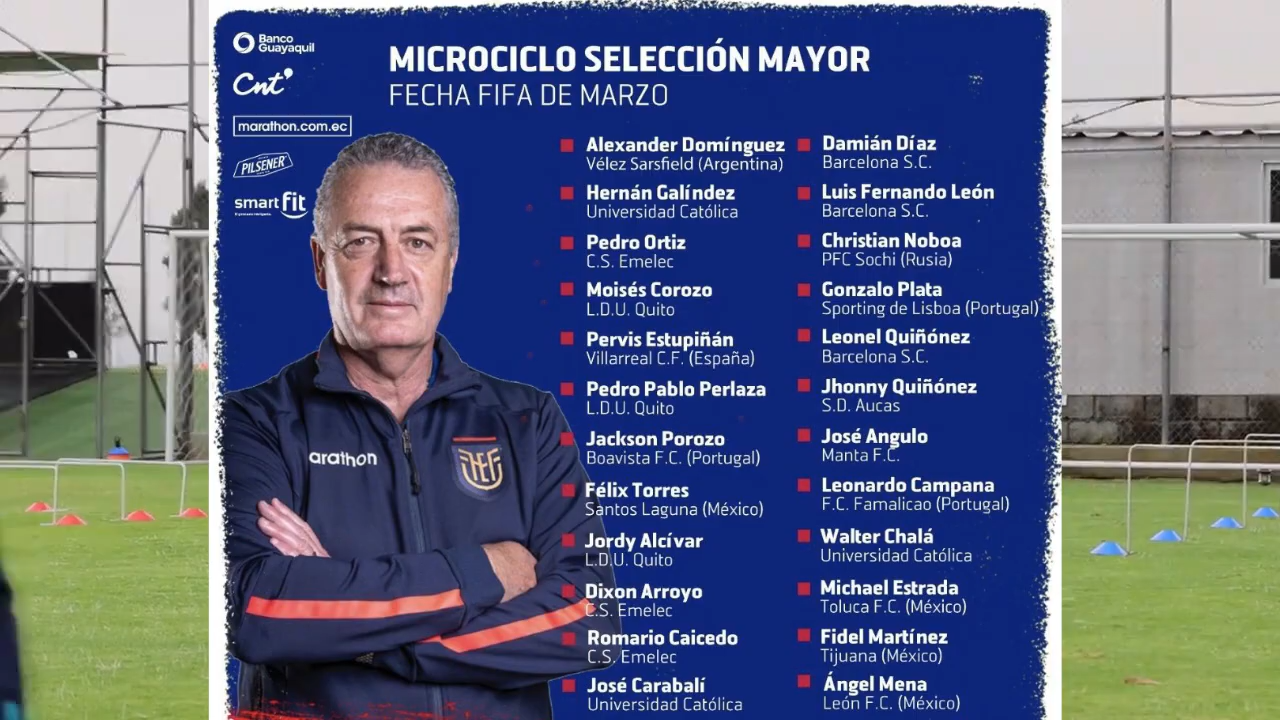 Banco
Guayaquil
Cnt
marathon.com.ec
PILSENER
smart fit
MICROCICLO SELECCIÓN MAYOR
FECHA FIFA DE MARZO
marathon
FEF
Alexander Domínguez
Vélez Sarsfield (Argentina)
Hernán Galíndez
Universidad Católica
Pedro Ortiz
C.S. Emelec
Moisés Corozo
L.D.U. Quito
Pervis Estupiñán
Villarreal C.F. (España)
Pedro Pablo Perlaza
L.D.U. Quito
Jackson Porozo
Boavista F.C. (Portugal)
Félix Torres
Santos Laguna (México)
Jordy Alcívar
L.D.U. Quito
Dixon Arroyo
C.S. Emelec
Romario Caicedo
C.S. Emelec
José Carabalí
Universidad Católica
Damián Díaz
Barcelona S.C.
Luis Fernando León
Barcelona S.C.
Christian Noboa
PFC Sochi (Rusia)
Gonzalo Plata
Sporting de Lisboa (Portugal)
Leonel Quiñónez
Barcelona S.C.
Jhonny Quiñónez
S.D. Aucas
José Angulo
Manta F.C.
Leonardo Campana
F.C. Famalicao (Portugal)
Walter Chalá
Universidad Católica
Michael Estrada
Toluca F.C. (México)
Fidel Martínez
Tijuana (México)
Ángel Mena
León F.C. (México)